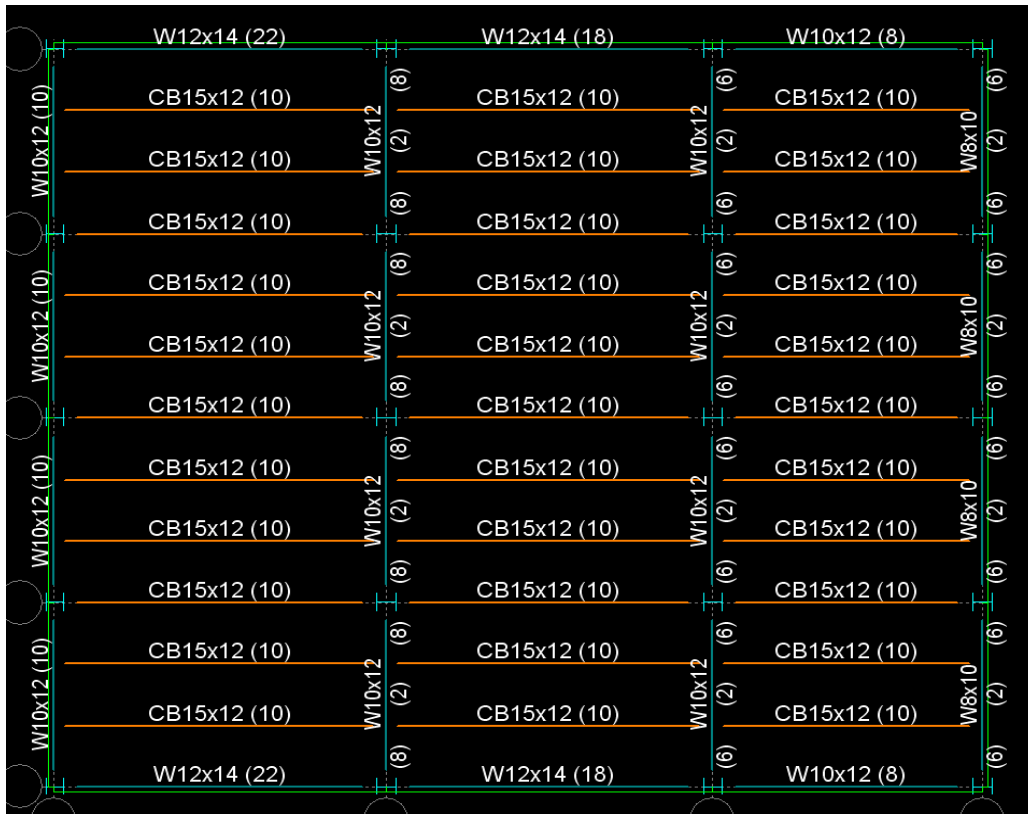 W12x14 (22) W12x14 (18) W10x12 (8)
(8) (6) (6)
CB15x12 (10) CB15x12 (10) CB15x12 (10)
W10x12 (10) W10x12 (2) W10x12 (2) W8x10 (2)
CB15x12 (10) CB15x12 (10) CB15x12 (10)
(8) (6) (6)
CB15x12 (10) CB15x12 (10) CB15x12 (10)
(8) (6) (6)
CB15x12 (10) CB15x12 (10) CB15x12 (10)
W10x12 (10) W10x12 (2) W10x12 (2) W8x10 (2)
CB15x12 (10) CB15x12 (10) CB15x12 (10)
(8) (6) (6)
CB15x12 (10) CB15x12 (10) CB15x12 (10)
(8) (6) (6)
CB15x12 (10) CB15x12 (10) CB15x12 (10)
W10x12 (10) W10x12 (2) W10x12 (2) W8x10 (2)
CB15x12 (10) CB15x12 (10) CB15x12 (10)
(8) (6) (6)
CB15x12 (10) CB15x12 (10) CB15x12 (10)
(8) (6) (6)
CB15x12 (10) CB15x12 (10) CB15x12 (10)
W10x12 (10) W10x12 (2) W10x12 (2) W8x10 (2)
CB15x12 (10) CB15x12 (10) CB15x12 (10)
(8) (6) (6)
W12x14 (22) W12x14 (18) W10x12 (8)